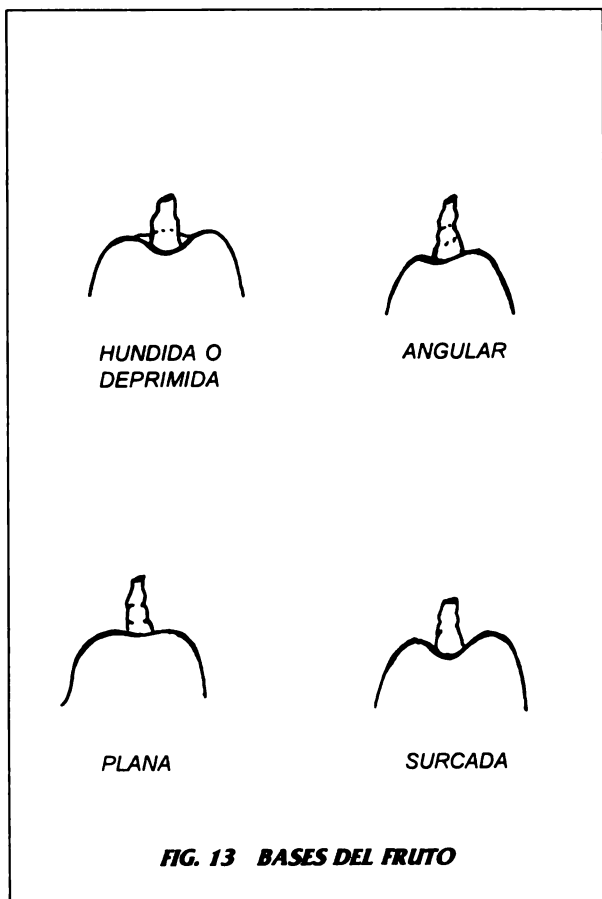 HUNDIDA O
DEPRIMIDA
ANGULAR
PLANA
SURCADA
FIG. 13 BASES DEL FRUTO